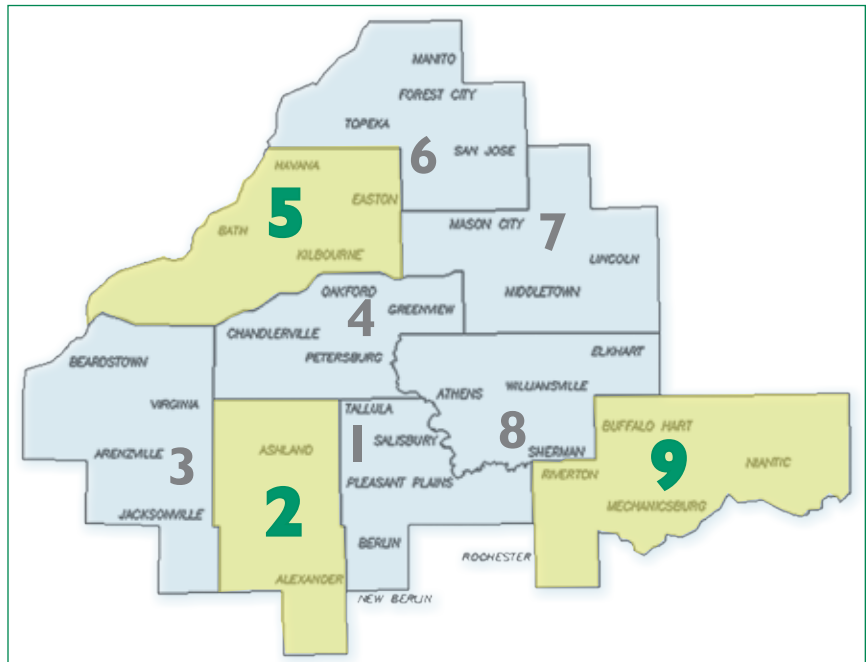 MANITO
FOREST CITY
TOPEKA
6
SAN JOSE
HAVANA
5
EASTON
BATH
KILBOURNE
MASON CITY
7
LINCOLN
MIDDLETOWN
OAKFORD
4
GREENVIEW
CHANDLERVILLE
PETERSBURG
BEARDSTOWN
VIRGINIA
ARENZVILLE
3
JACKSONVILLE
ASHLAND
2
ALEXANDER
TALLULA
1
SALISBURY
PLEASANT PLAINS
BERLIN
NEW BERLIN
ELKHART
WILLIAMSVILLE
ATHENS
8
SHERMAN
ROCHESTER
BUFFALO HART
9
NIANTIC
RIVERTON
MECHANICSBURG